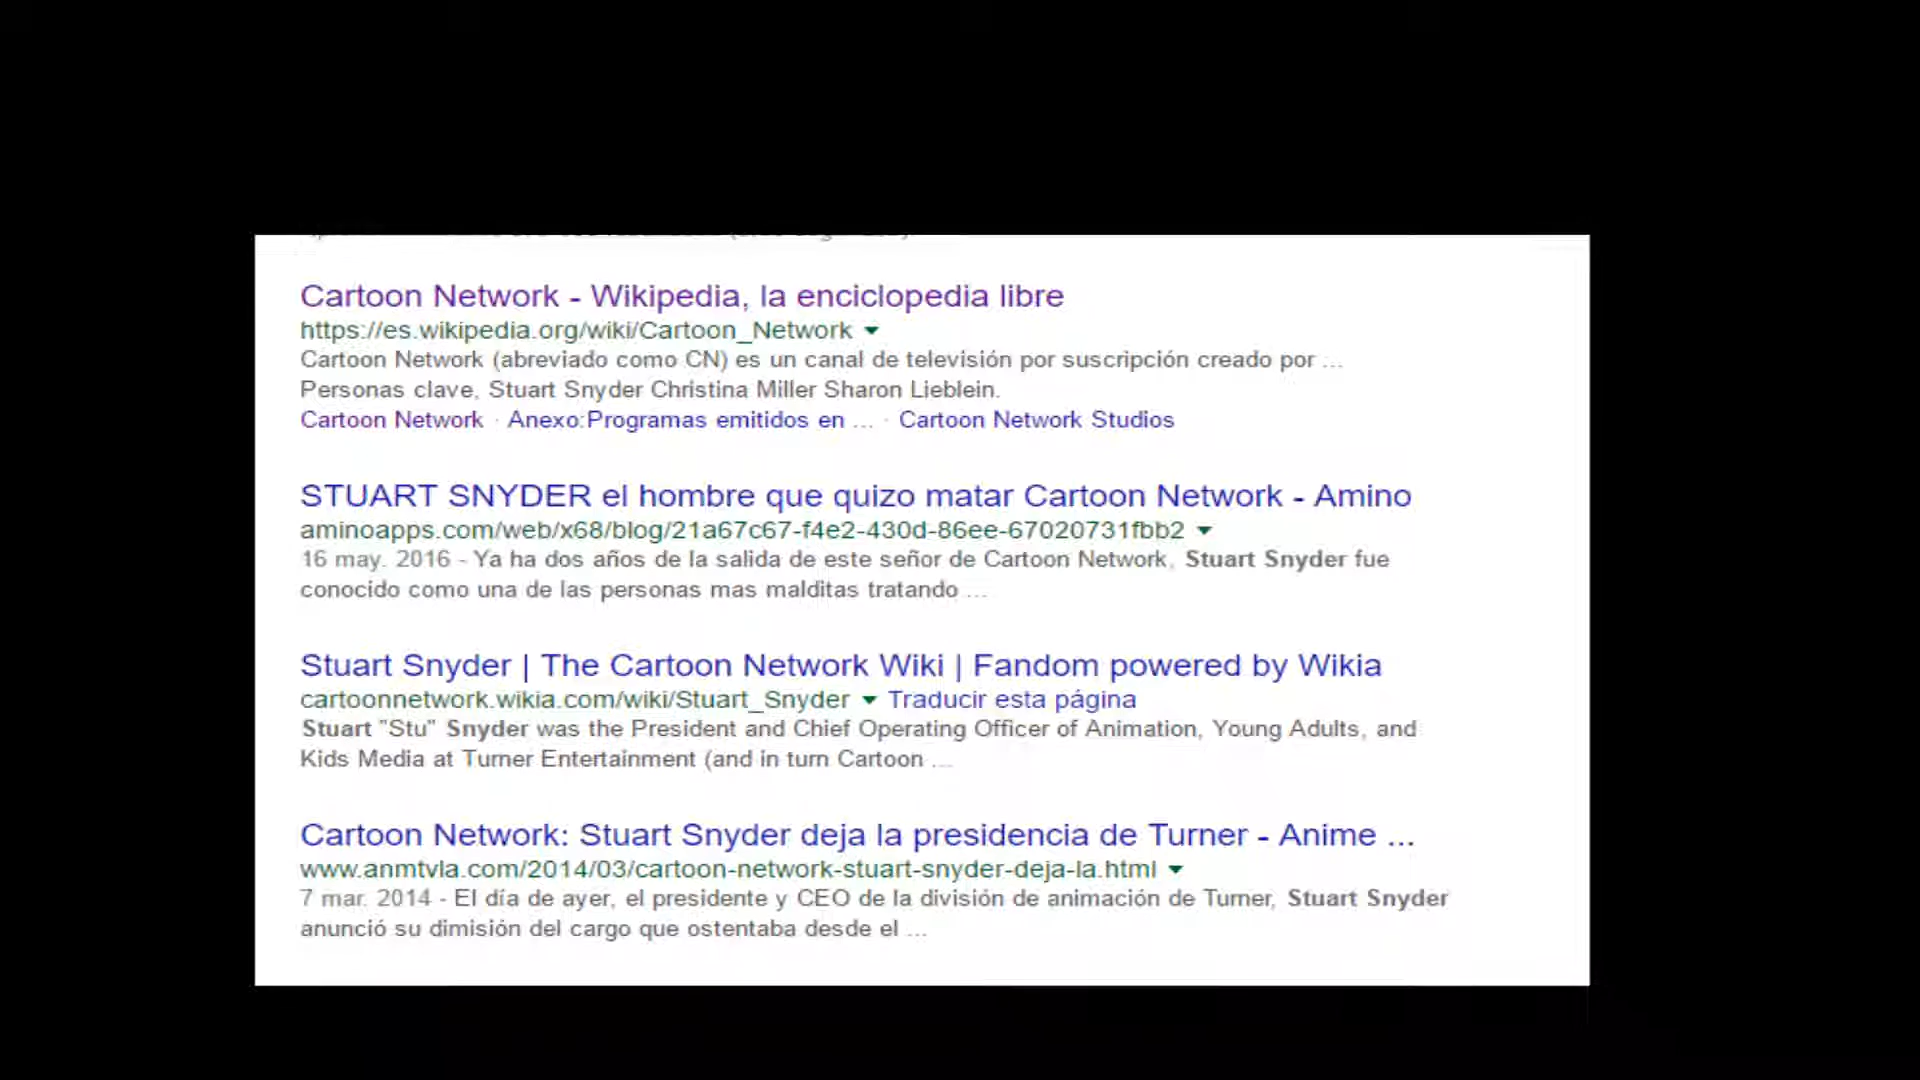 Cartoon Network - Wikipedia, la enciclopedia libre
https://es.wikipedia.org/wiki/Cartoon_Network
Cartoon Network (abreviado como CN) es un canal de televisión por suscripción creado por ...
Personas clave, Stuart Snyder Christina Miller Sharon Lieblein.
Cartoon Network · Anexo:Programas emitidos en ... · Cartoon Network Studios
STUART SNYDER el hombre que quizo matar Cartoon Network - Amino
aminoapps.com/web/x68/blog/21a67c67-f4e2-430d-86ee-67020731fbb2
16 may. 2016 - Ya ha dos años de la salida de este señor de Cartoon Network, Stuart Snyder fue
conocido como una de las personas mas malditas tratando ...
Stuart Snyder | The Cartoon Network Wiki | Fandom powered by Wikia
cartoonnetwork.wikia.com/wiki/Stuart_Snyder Traducir esta página
Stuart "Stu" Snyder was the President and Chief Operating Officer of Animation, Young Adults, and
Kids Media at Turner Entertainment (and in turn Cartoon ...
Cartoon Network: Stuart Snyder deja la presidencia de Turner - Anime ...
www.anmtvla.com/2014/03/cartoon-network-stuart-snyder-deja-la.html
7 mar. 2014 - El día de ayer, el presidente y CEO de la división de animación de Turner, Stuart Snyder
anunció su dimisión del cargo que ostentaba desde el ...